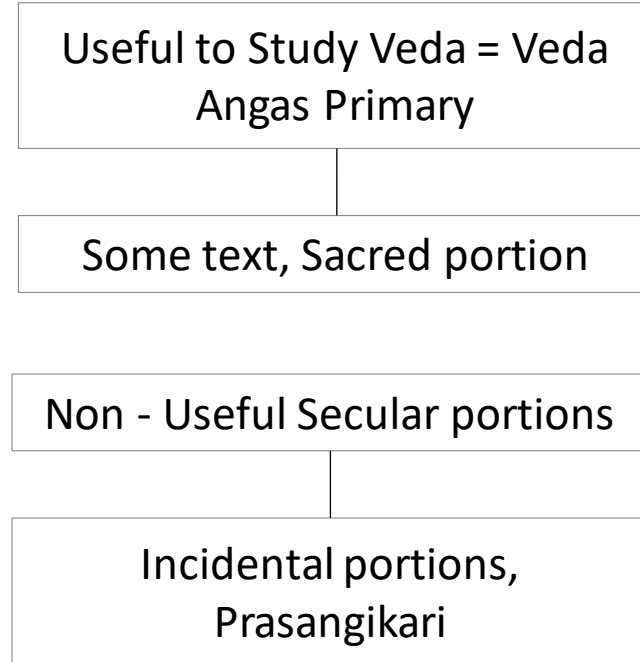 Useful to Study Veda = Veda
Angas Primary
Some text, Sacred portion
Non - Useful Secular portions
Incidental portions,
Prasangikari